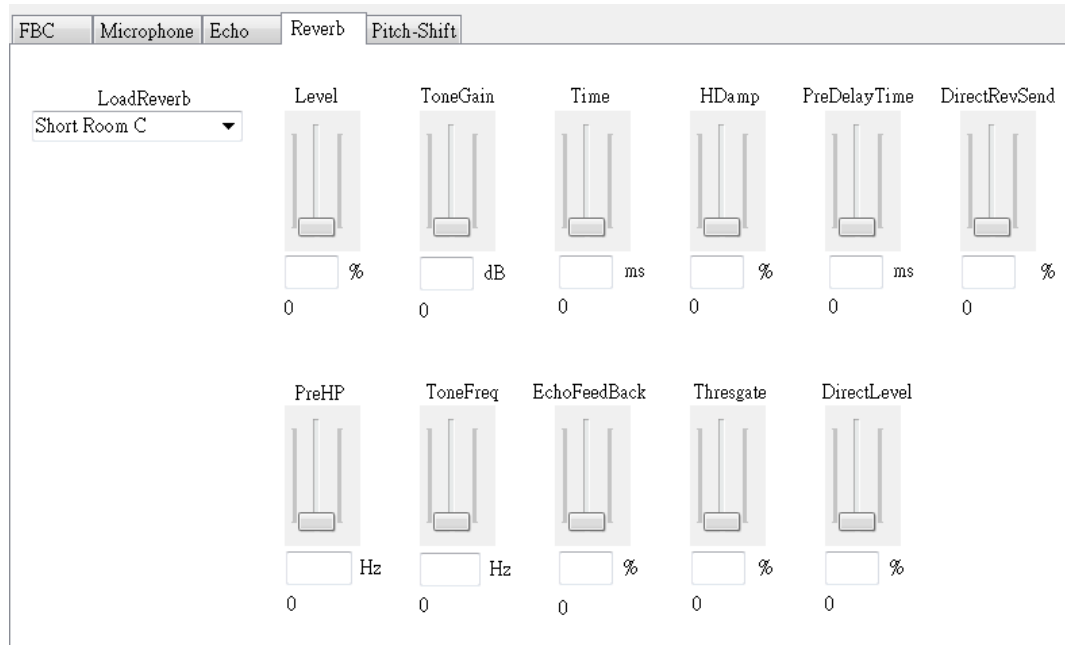 FBC Microphone Echo Reverb Pitch-Shift
LoadReverb Level ToneGain Time HDamp PreDelayTime DirectRevSend
Short Room C
% dB ms % ms %
0 0 0 0 0 0
PreHP ToneFreq EchoFeedBack Thresgate DirectLevel
Hz Hz % % %
0 0 0 0 0